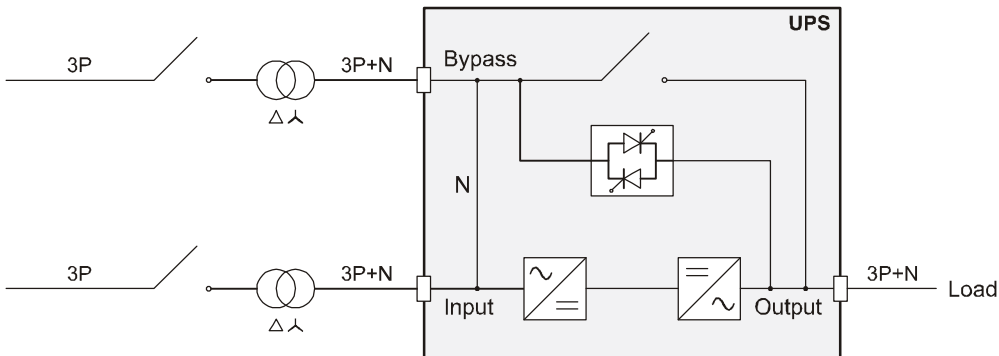 UPS
3P
3P+N
Bypass
N
3P
3P+N
Input
Output
3P+N
Load